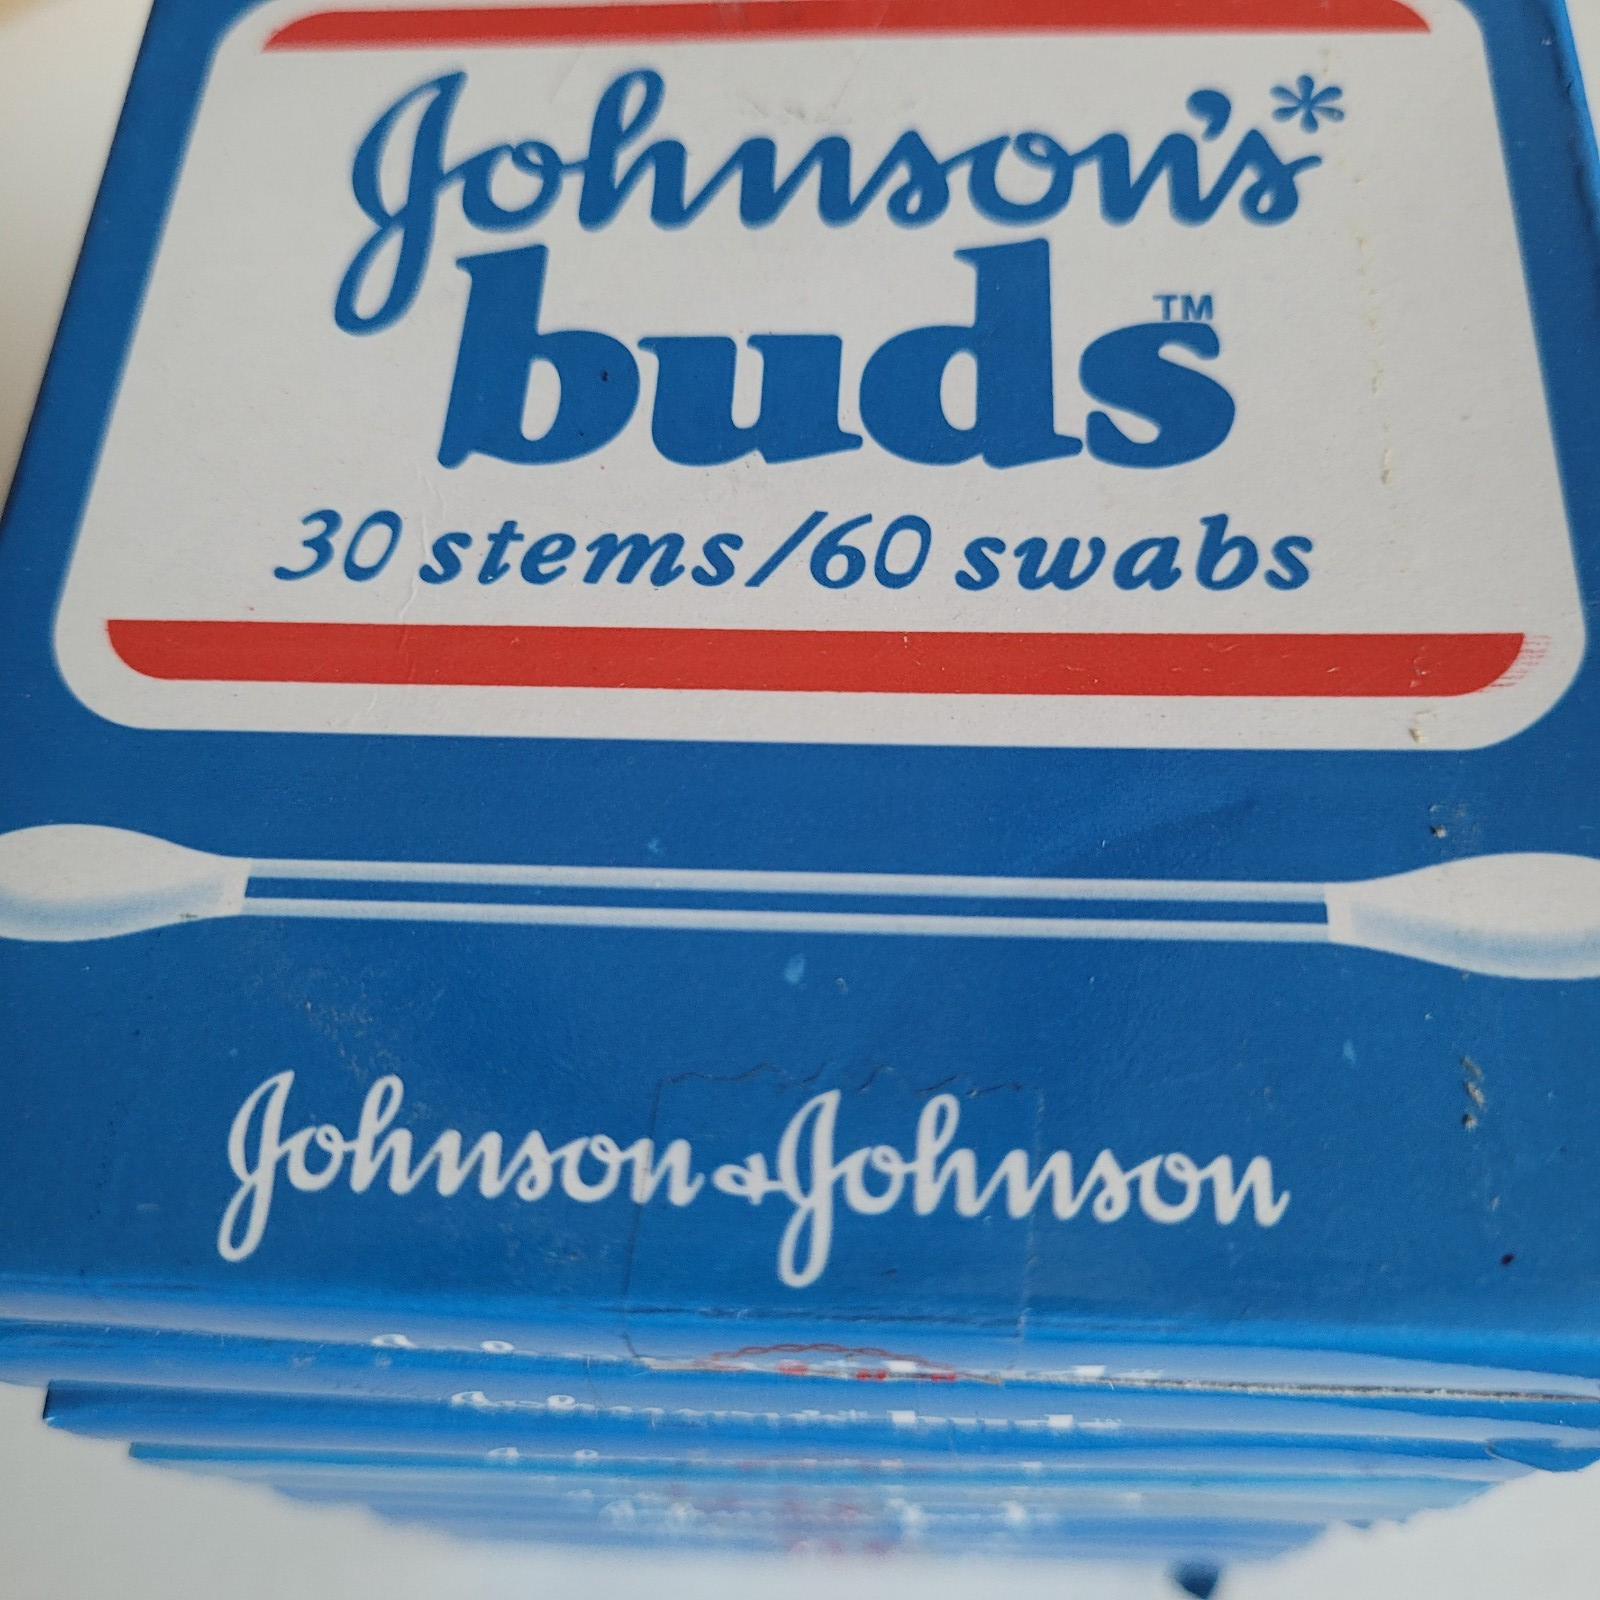 Johnson's*
buds™
30 stems/60 swabs
Johnson & Johnson